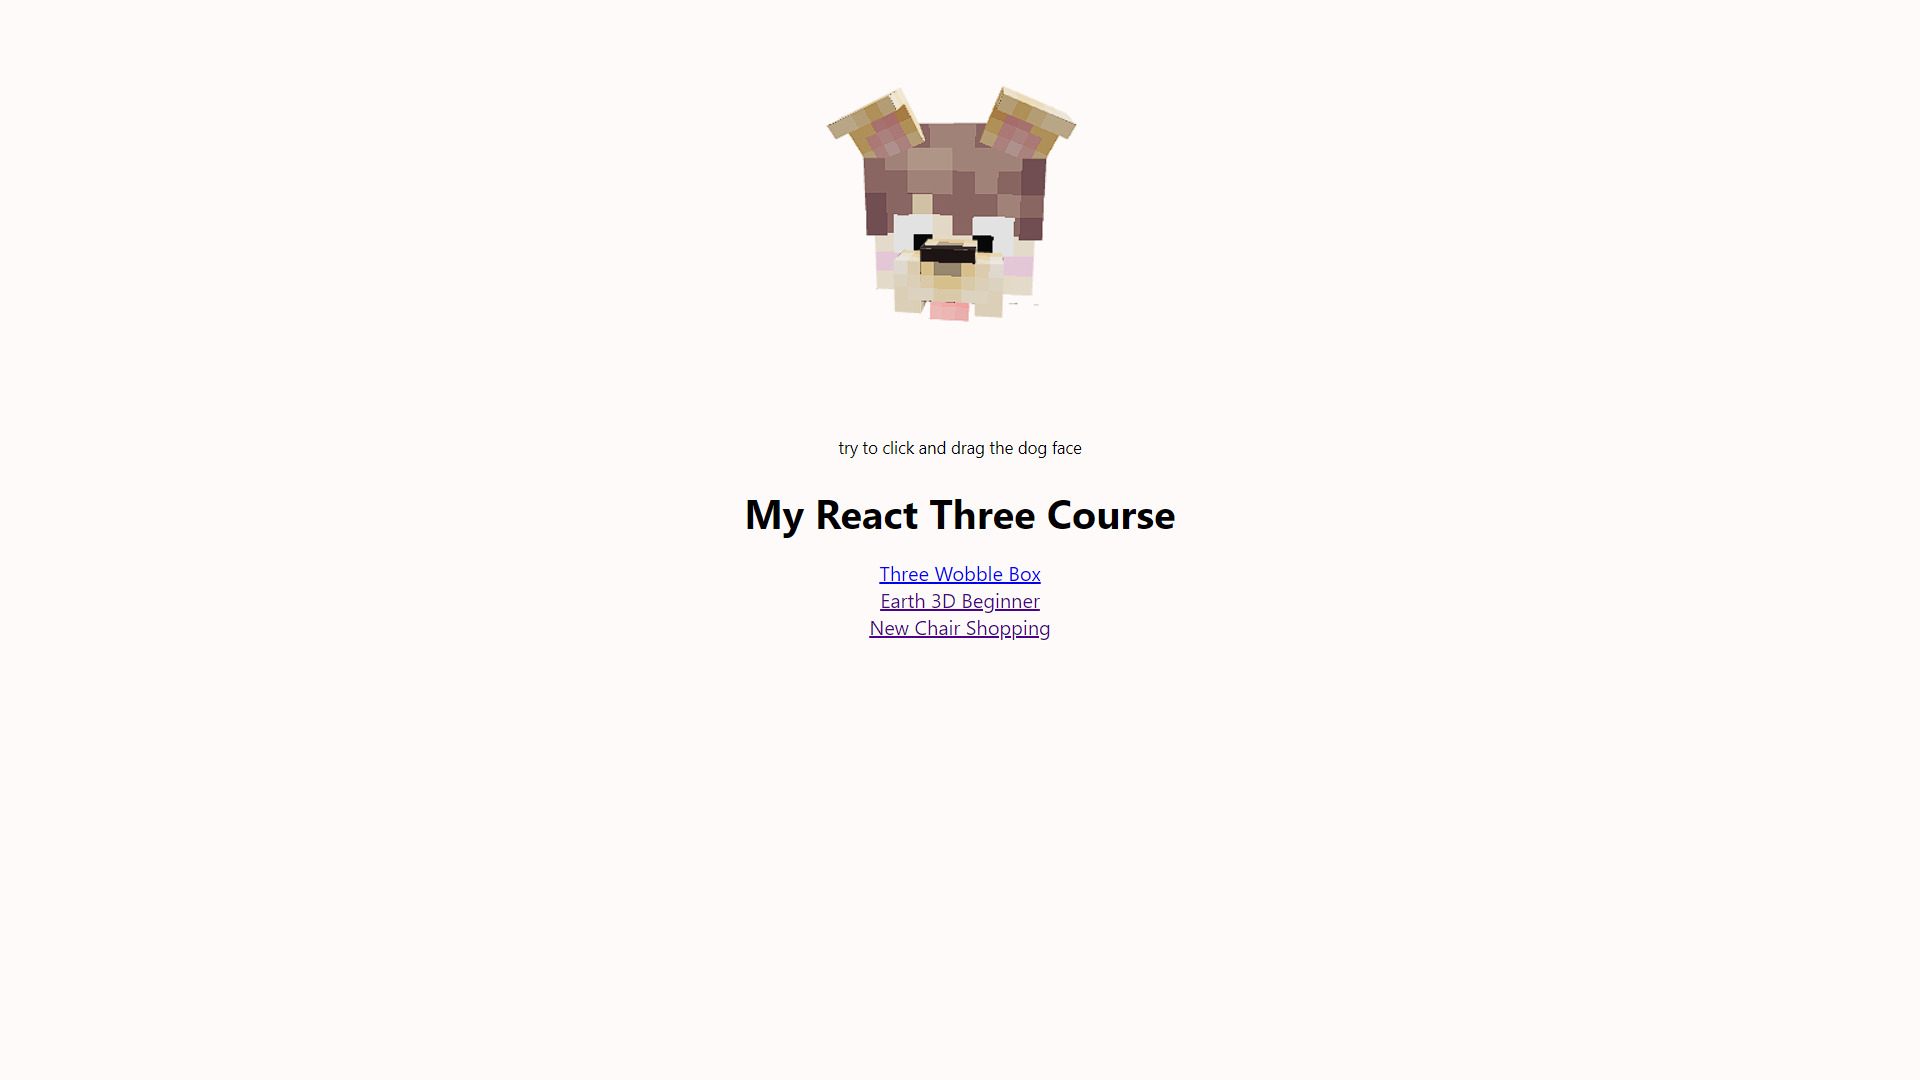 try to click and drag the dog face
My React Three Course
Three Wobble Box
Earth 3D Beginner
New Chair Shopping